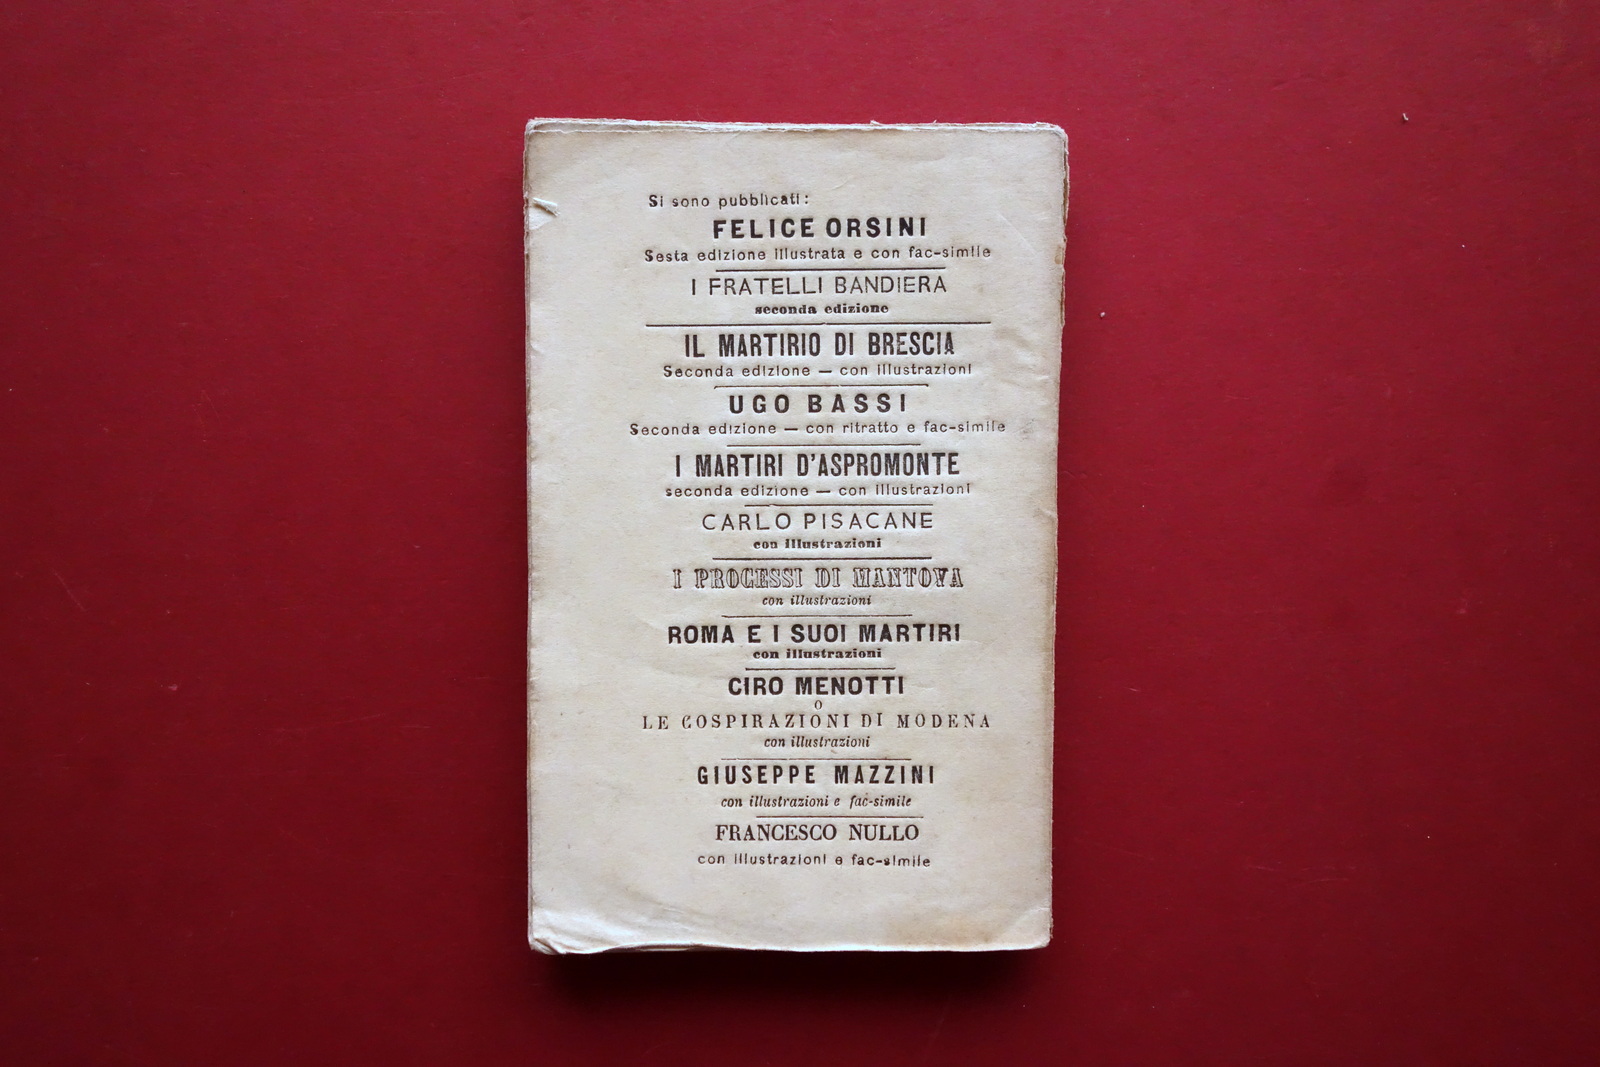 Si sono pubblicati:
FELICE ORSINI
Sesta edizione illustrata e con fac-simile
I FRATELLI BANDIERA
seconda edizione
IL MARTIRIO DI BRESCIA
Seconda edizione — con illustrazioni
UGO BASSI
Seconda edizione — con ritratto e fac-simile
I MARTIRI D'ASPROMONTE
seconda edizione — con illustrazioni
CARLO PISACANE
con illustrazioni
I PROCESSI DI MANTOVA
con illustrazioni
ROMA E I SUOI MARTIRI
con illustrazioni
CIRO MENOTTI
O
LE COSPIRAZIONI DI MODENA
con illustrazioni
GIUSEPPE MAZZINI
con illustrazioni e fac-simile
FRANCESCO NULLO
con illustrazioni e fac-simile